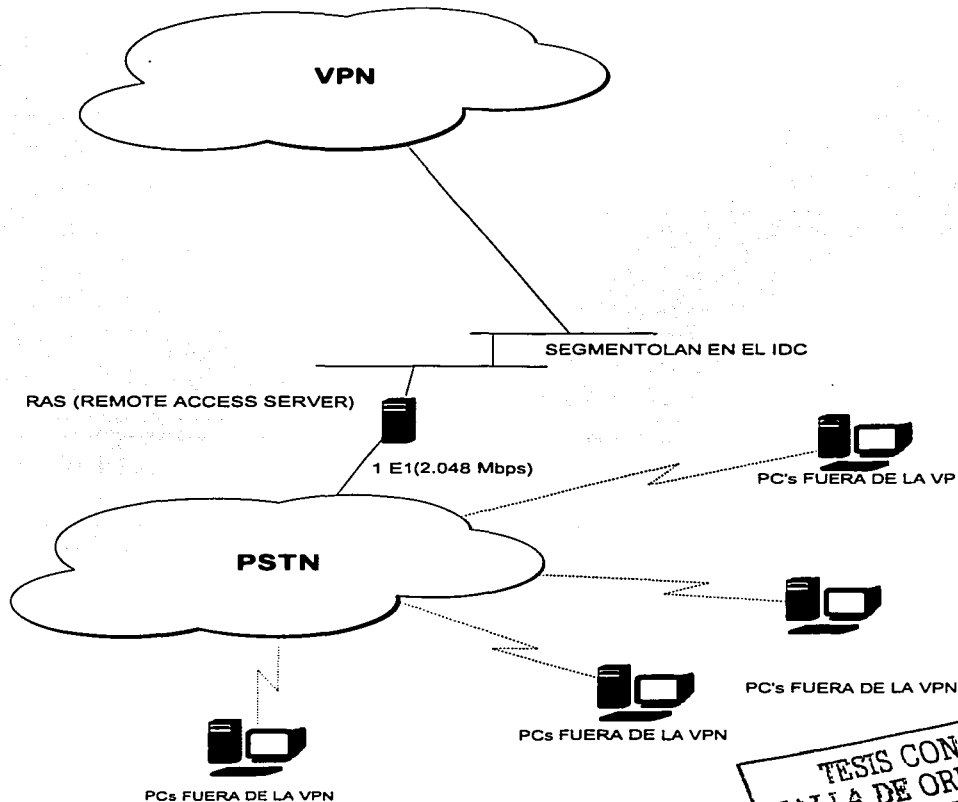 VPN
SEGMENTOLAN EN EL IDC
RAS (REMOTE ACCESS SERVER)
1 E1(2.048 Mbps)
PC's FUERA DE LA VP
PSTN
PC's FUERA DE LA VPN
PCs FUERA DE LA VPN
PCs FUERA DE LA VPN
TESIS CON
DE